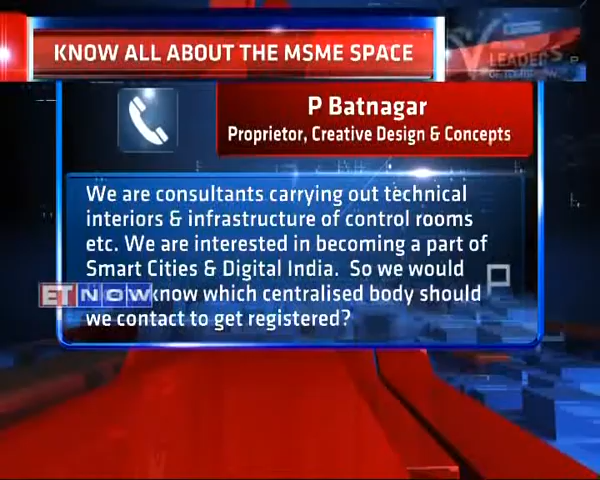 KNOW ALL ABOUT THE MSME SPACE
LEADERS
OF TOMORROW
P Batnagar
Proprietor, Creative Design & Concepts
We are consultants carrying out technical
interiors & infrastructure of control rooms
etc. We are interested in becoming a part of
Smart Cities & Digital India. So we would
know which centralised body should
we contact to get registered?
ET NOW